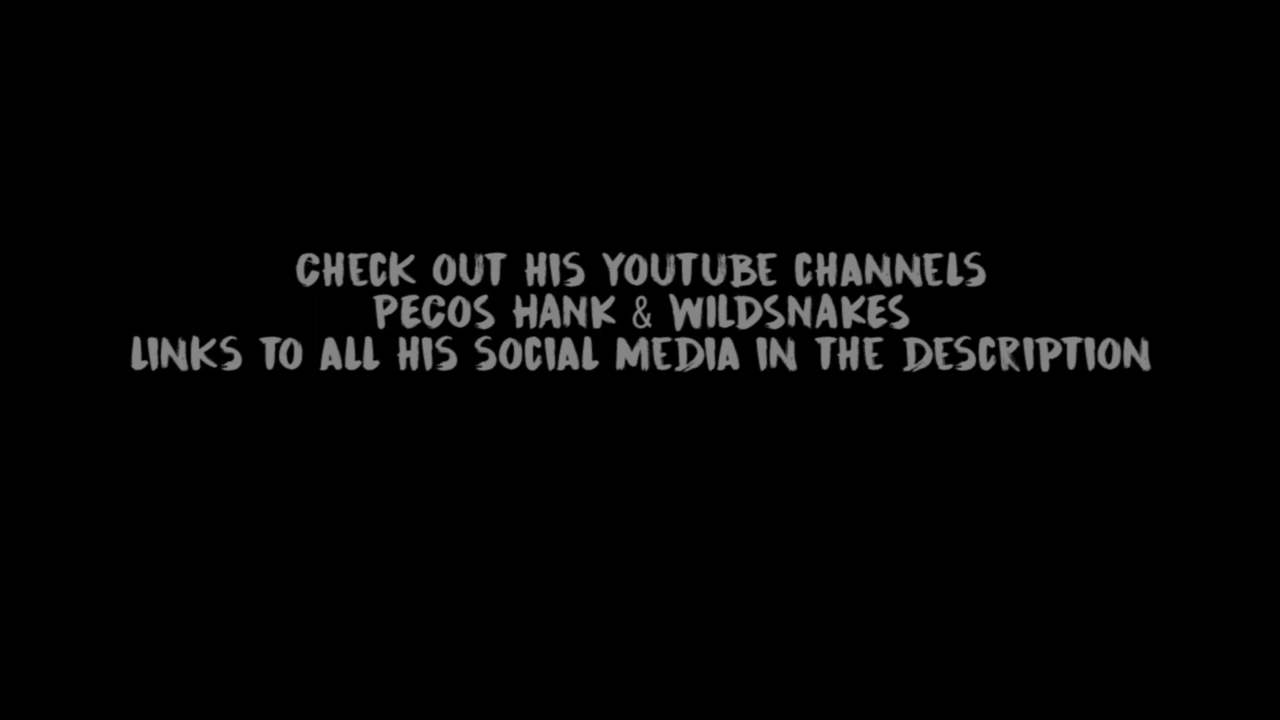 CHECK OUT HIS YOUTUBE CHANNELS
PECOS HANK & WILDSNAKES
LINKS TO ALL HIS SOCIAL MEDIA IN THE DESCRIPTION